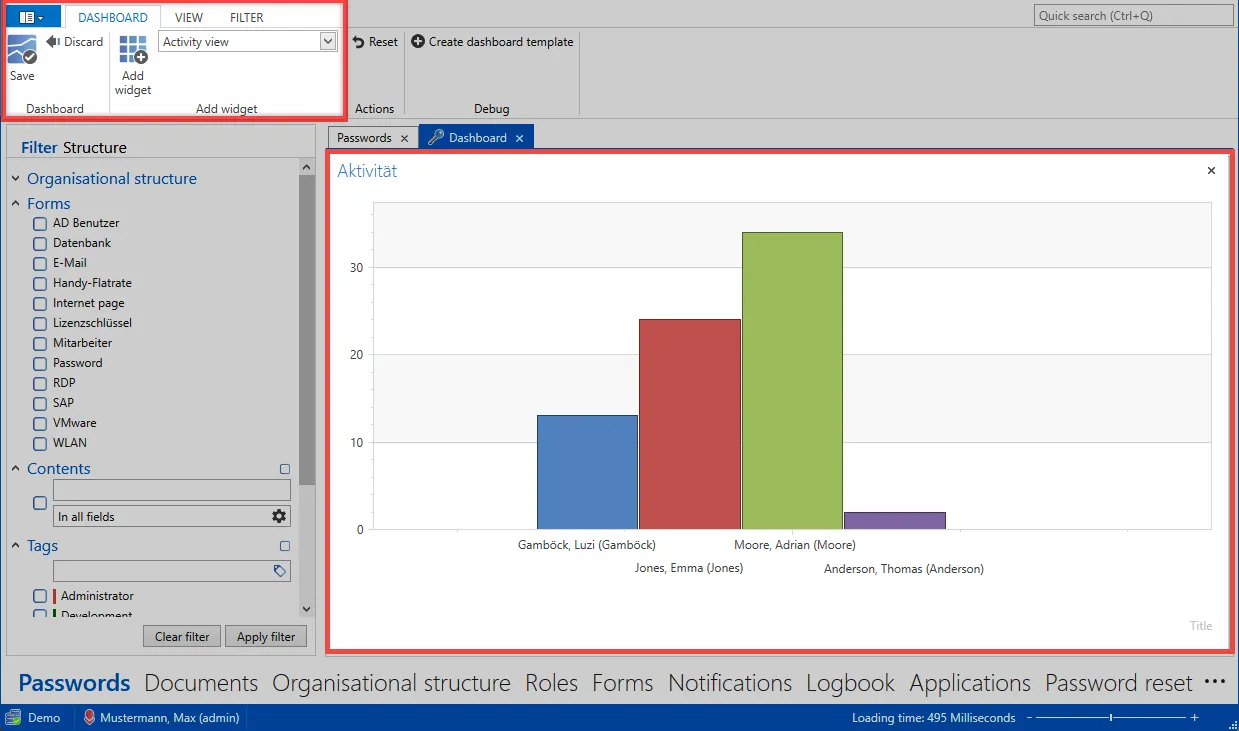 DASHBOARD VIEW FILTER
Quick search (Ctrl+Q)
Save
Discard
Add
widget
Activity view
Reset
Create dashboard template
Dashboard
Add widget
Actions
Debug
Filter Structure
Organisational structure
Forms
AD Benutzer
Datenbank
E-Mail
Handy-Flatrate
Internet page
Lizenzschlüssel
Mitarbeiter
Password
RDP
SAP
VMware
WLAN
Contents
In all fields
Tags
Administrator
Development
Clear filter Apply filter
Passwords Dashboard
Aktivität
30
20
10
0
Gamböck, Luzi (Gamböck)
Moore, Adrian (Moore)
Jones, Emma (Jones)
Anderson, Thomas (Anderson)
Title
Passwords Documents Organisational structure Roles Forms Notifications Logbook Applications Password reset ···
Demo Mustermann, Max (admin) Loading time: 495 Milliseconds - +